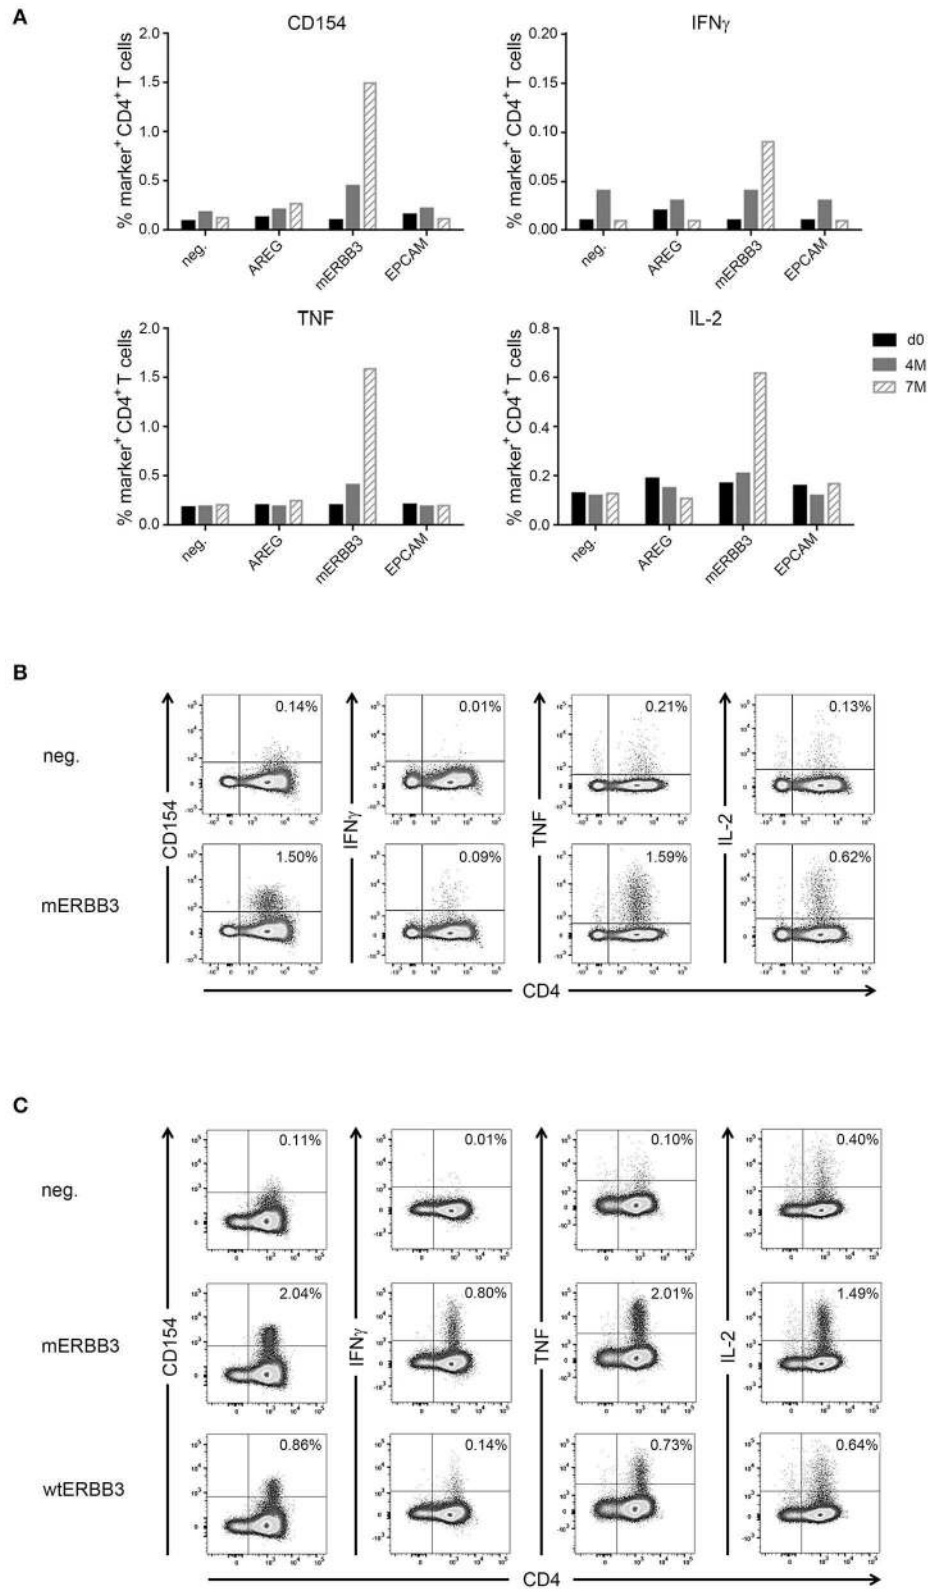 A
CD154
IFNγ
% marker⁺ CD4⁺ T cells
2.0
1.5
1.0
0.5
0.0
neg.
AREG
mERBB3
EPCAM
% marker⁺ CD4⁺ T cells
0.20
0.15
0.10
0.05
0.00
neg.
AREG
mERBB3
EPCAM
TNF
IL-2
% marker⁺ CD4⁺ T cells
2.0
1.5
1.0
0.5
0.0
neg.
AREG
mERBB3
EPCAM
% marker⁺ CD4⁺ T cells
0.8
0.6
0.4
0.2
0.0
neg.
AREG
mERBB3
EPCAM
d0
4M
7M
B
neg.
0.14%
0.01%
0.21%
0.13%
CD154
IFNγ
TNF
IL-2
mERBB3
1.50%
0.09%
1.59%
0.62%
CD4
C
neg.
0.11%
0.01%
0.10%
0.40%
mERBB3
2.04%
0.80%
2.01%
1.49%
CD154
IFNγ
TNF
IL-2
wtERBB3
0.86%
0.14%
0.73%
0.64%
CD4